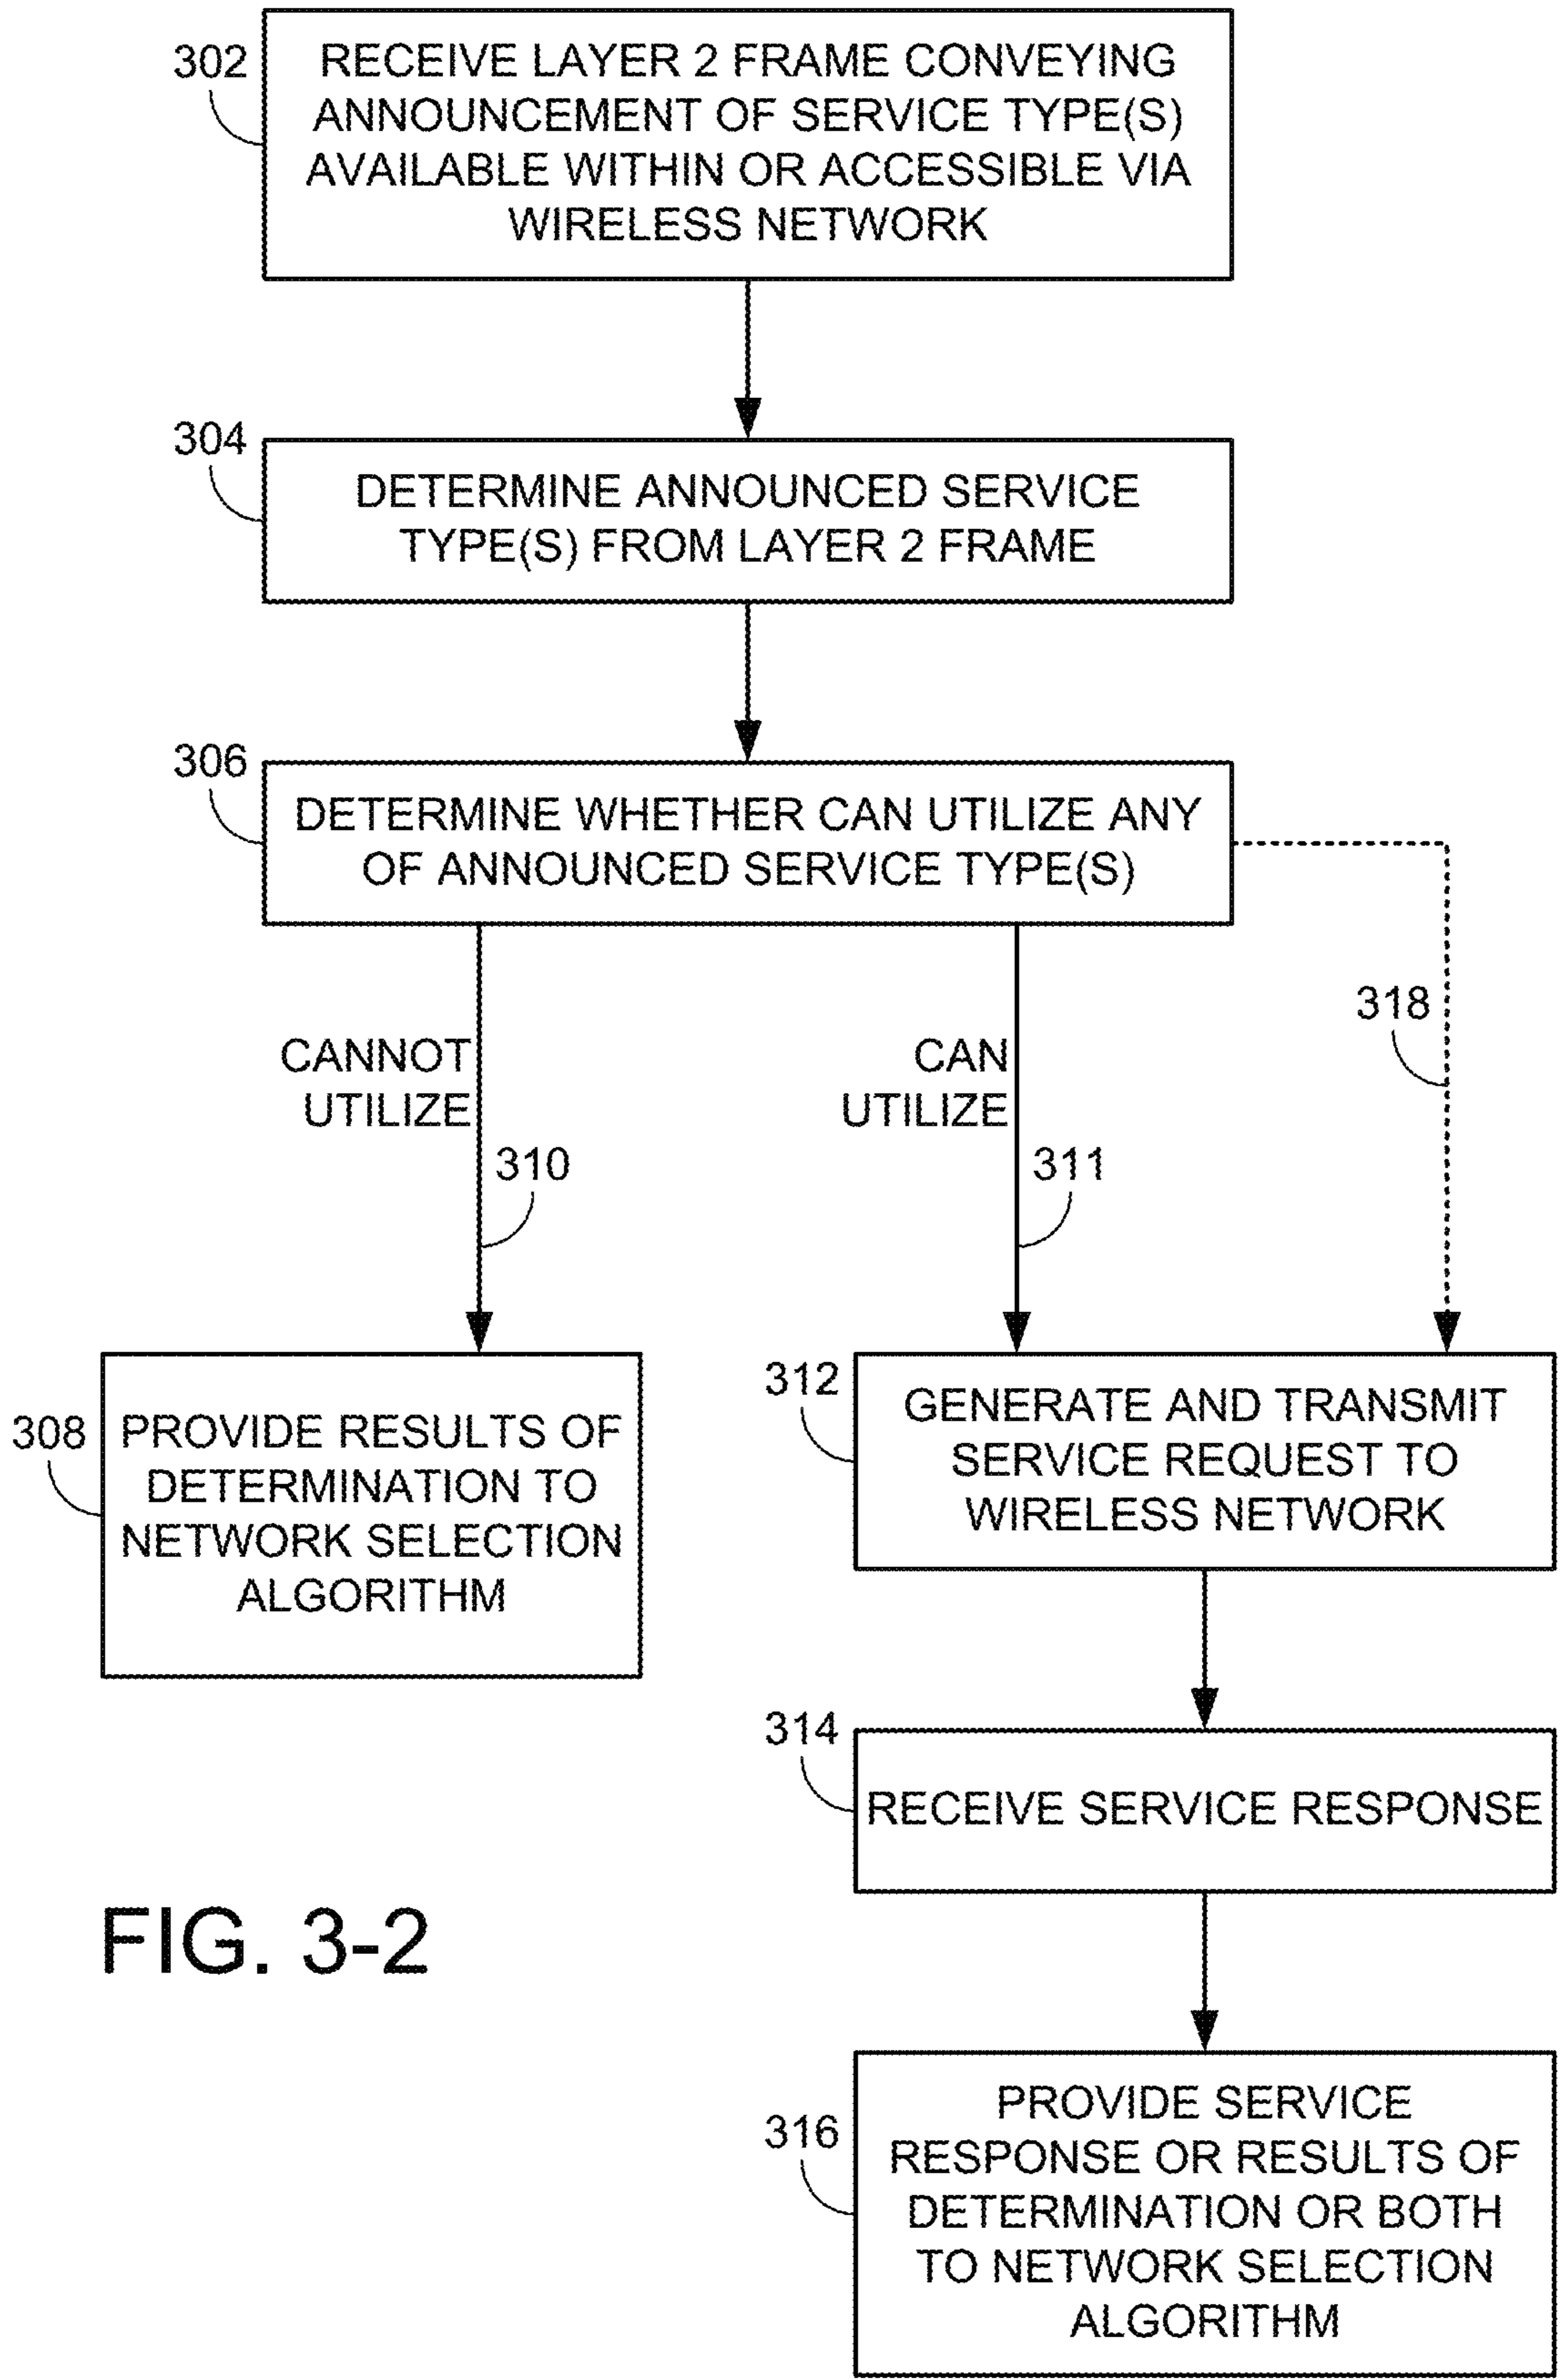 302
RECEIVE LAYER 2 FRAME CONVEYING
ANNOUNCEMENT OF SERVICE TYPE(S)
AVAILABLE WITHIN OR ACCESSIBLE VIA
WIRELESS NETWORK
304
DETERMINE ANNOUNCED SERVICE
TYPE(S) FROM LAYER 2 FRAME
306
DETERMINE WHETHER CAN UTILIZE ANY
OF ANNOUNCED SERVICE TYPE(S)
CANNOT
UTILIZE
310
CAN
UTILIZE
311
318
308
PROVIDE RESULTS OF
DETERMINATION TO
NETWORK SELECTION
ALGORITHM
312
GENERATE AND TRANSMIT
SERVICE REQUEST TO
WIRELESS NETWORK
314
RECEIVE SERVICE RESPONSE
316
PROVIDE SERVICE
RESPONSE OR RESULTS OF
DETERMINATION OR BOTH
TO NETWORK SELECTION
ALGORITHM
FIG. 3-2